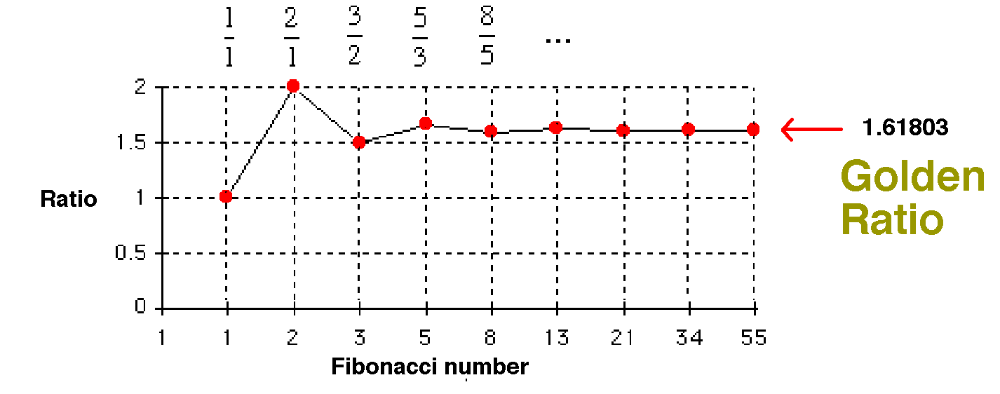 1/1 2/1 3/2 5/3 8/5 ...
2
1.5
1
0.5
0
Ratio
1 1 2 3 5 8 13 21 34 55
Fibonacci number
1.61803
Golden
Ratio